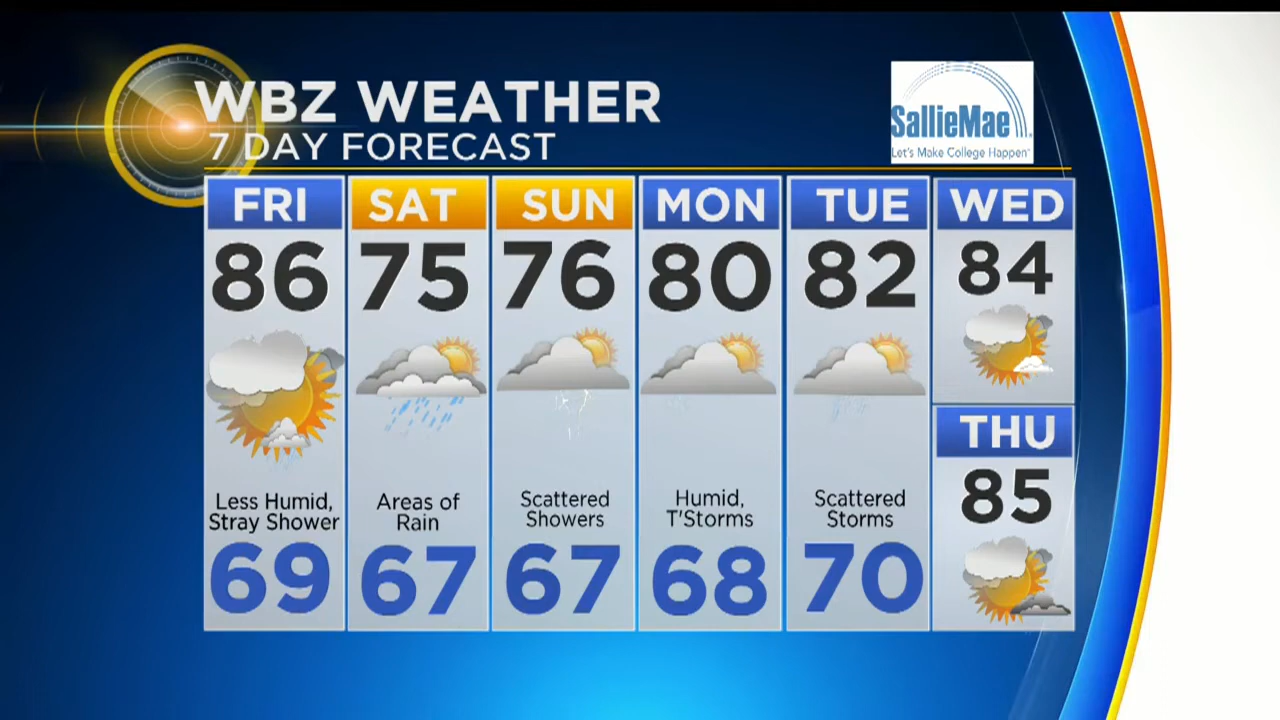 WBZ WEATHER
7 DAY FORECAST
SallieMae
Let's Make College Happen
FRI
86
Less Humid,
Stray Shower
69
SAT
75
Areas of
Rain
67
SUN
76
Scattered
Showers
67
MON
80
Humid,
T'Storms
68
TUE
82
Scattered
Storms
70
WED
84
THU
85